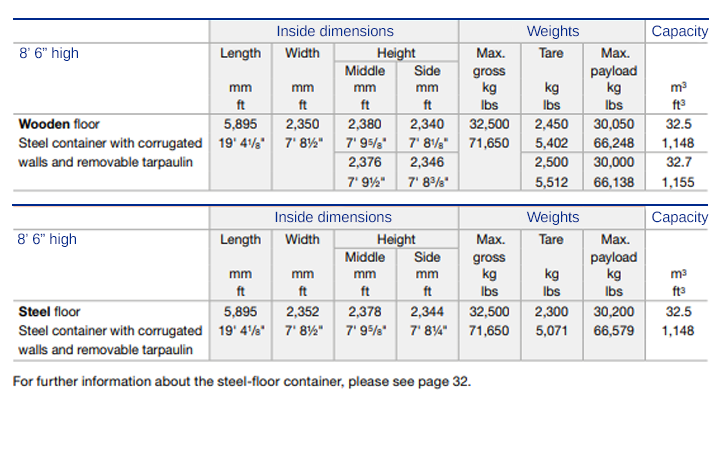 Inside dimensions Weights Capacity
8' 6” high Length Width Height Max. Tare Max.
Middle Side gross payload
mm mm mm mm kg kg kg m³
ft ft ft ft lbs lbs lbs ft³
Wooden floor 5,895 2,350 2,380 2,340 32,500 2,450 30,050 32.5
Steel container with corrugated 19' 4⅛" 7' 8½" 7' 9⅝" 7' 8⅛" 71,650 5,402 66,248 1,148
walls and removable tarpaulin 2,376 2,346 2,500 30,000 32.7
7' 9½" 7' 8⅜" 5,512 66,138 1,155
Inside dimensions Weights Capacity
8' 6” high Length Width Height Max. Tare Max.
Middle Side gross payload
mm mm mm mm kg kg kg m³
ft ft ft ft lbs lbs lbs ft³
Steel floor 5,895 2,352 2,378 2,344 32,500 2,300 30,200 32.5
Steel container with corrugated 19' 4⅛" 7' 8½" 7' 9⅝" 7' 8¼" 71,650 5,071 66,579 1,148
walls and removable tarpaulin
For further information about the steel-floor container, please see page 32.